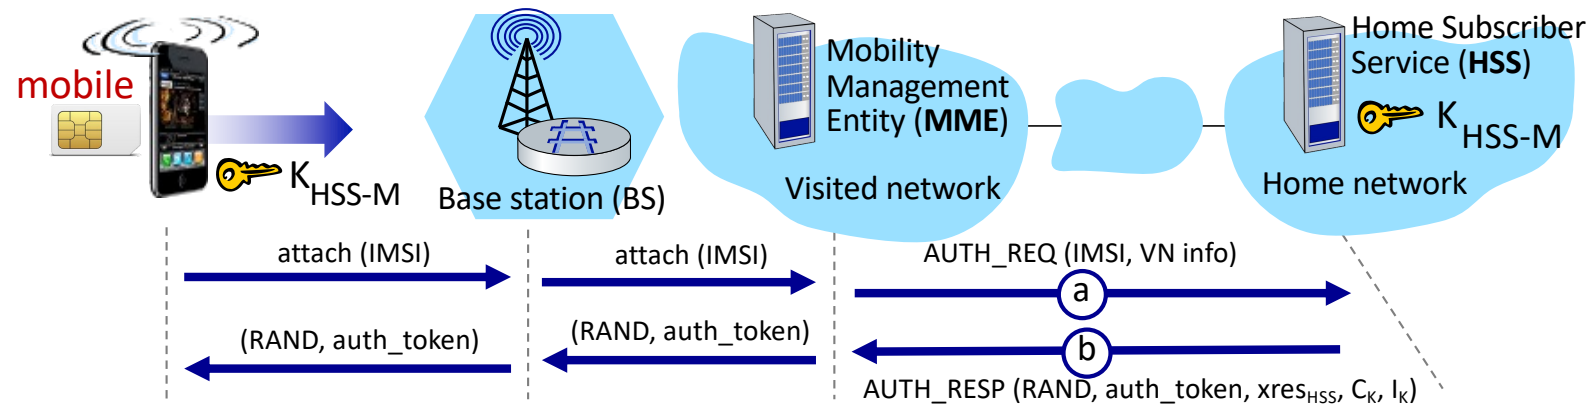 mobile
K HSS-M
Base station (BS)
Mobility
Management
Entity (MME)
Visited network
Home Subscriber
Service (HSS)
K HSS-M
Home network
attach (IMSI)
attach (IMSI)
AUTH_REQ (IMSI, VN info)
a
(RAND, auth_token)
(RAND, auth_token)
b
AUTH_RESP (RAND, auth_token, xresHSS, CK, IK)